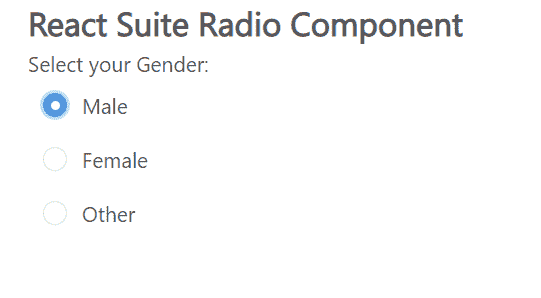 React Suite Radio Component
Select your Gender:
Male
Female
Other